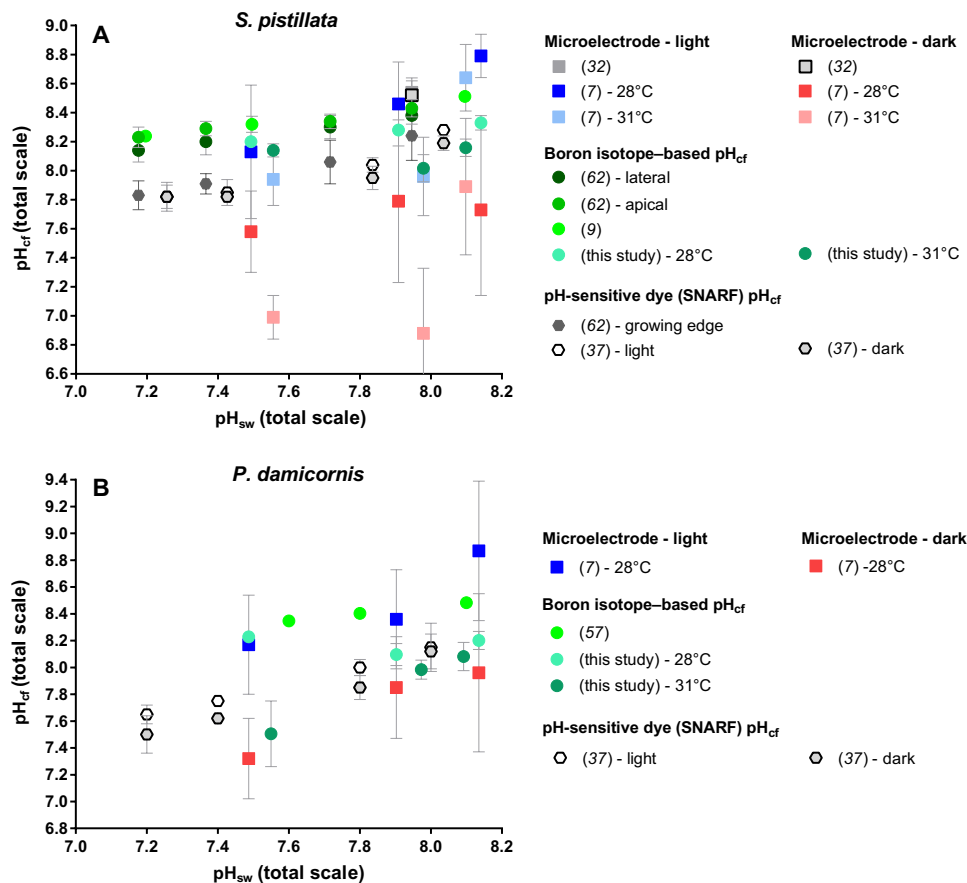 A
S. pistillata
9.0
8.8
8.6
8.4
8.2
8.0
7.8
7.6
7.4
7.2
7.0
6.8
6.6
pHcf (total scale)
7.0 7.2 7.4 7.6 7.8 8.0 8.2
pHsw (total scale)
Microelectrode - light
(32)
(7) - 28°C
(7) - 31°C
Microelectrode - dark
(32)
(7) - 28°C
(7) - 31°C
Boron isotope–based pHcf
(62) - lateral
(62) - apical
(9)
(this study) - 28°C
(this study) - 31°C
pH-sensitive dye (SNARF) pHcf
(62) - growing edge
(37) - light
(37) - dark
B
P. damicornis
9.4
9.2
9.0
8.8
8.6
8.4
8.2
8.0
7.8
7.6
7.4
7.2
7.0
6.8
pHcf (total scale)
7.0 7.2 7.4 7.6 7.8 8.0 8.2
pHsw (total scale)
Microelectrode - light
(7) - 28°C
Microelectrode - dark
(7) -28°C
Boron isotope–based pHcf
(57)
(this study) - 28°C
(this study) - 31°C
pH-sensitive dye (SNARF) pHcf
(37) - light
(37) - dark